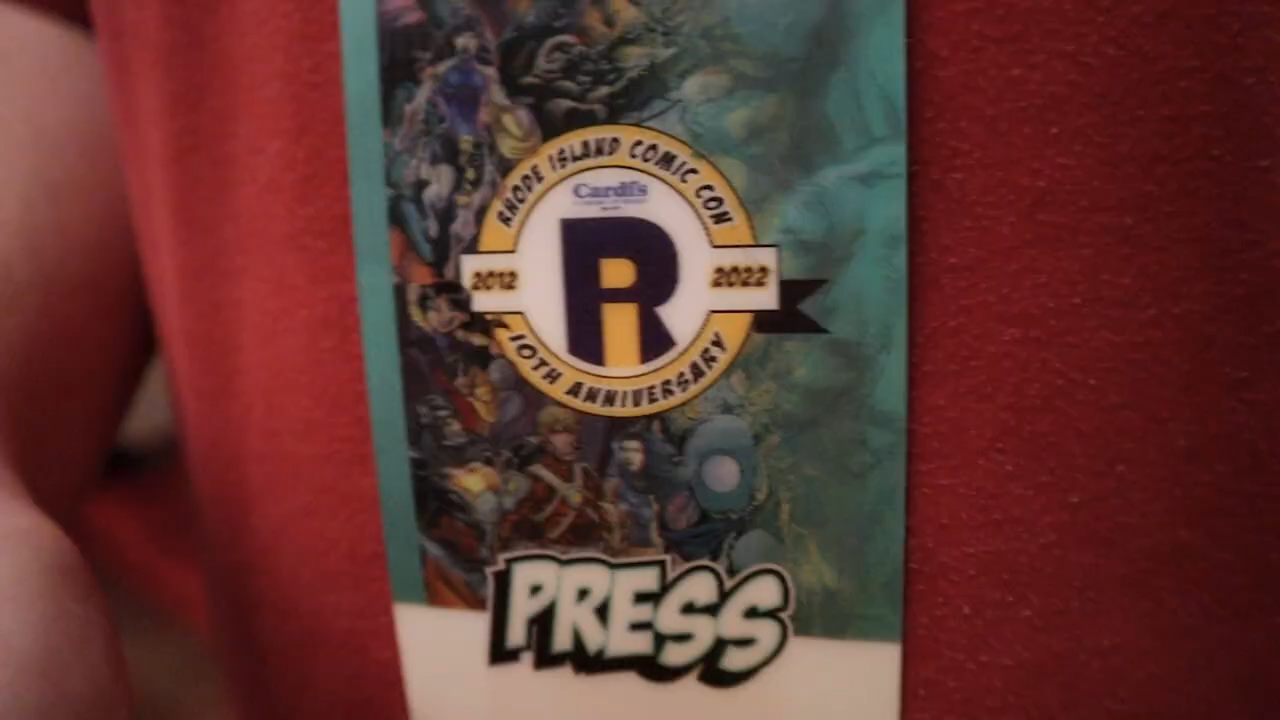 RHODE ISLAND COMIC CON
Cardi's
R
2012
2022
10TH ANNIVERSARY
PRESS